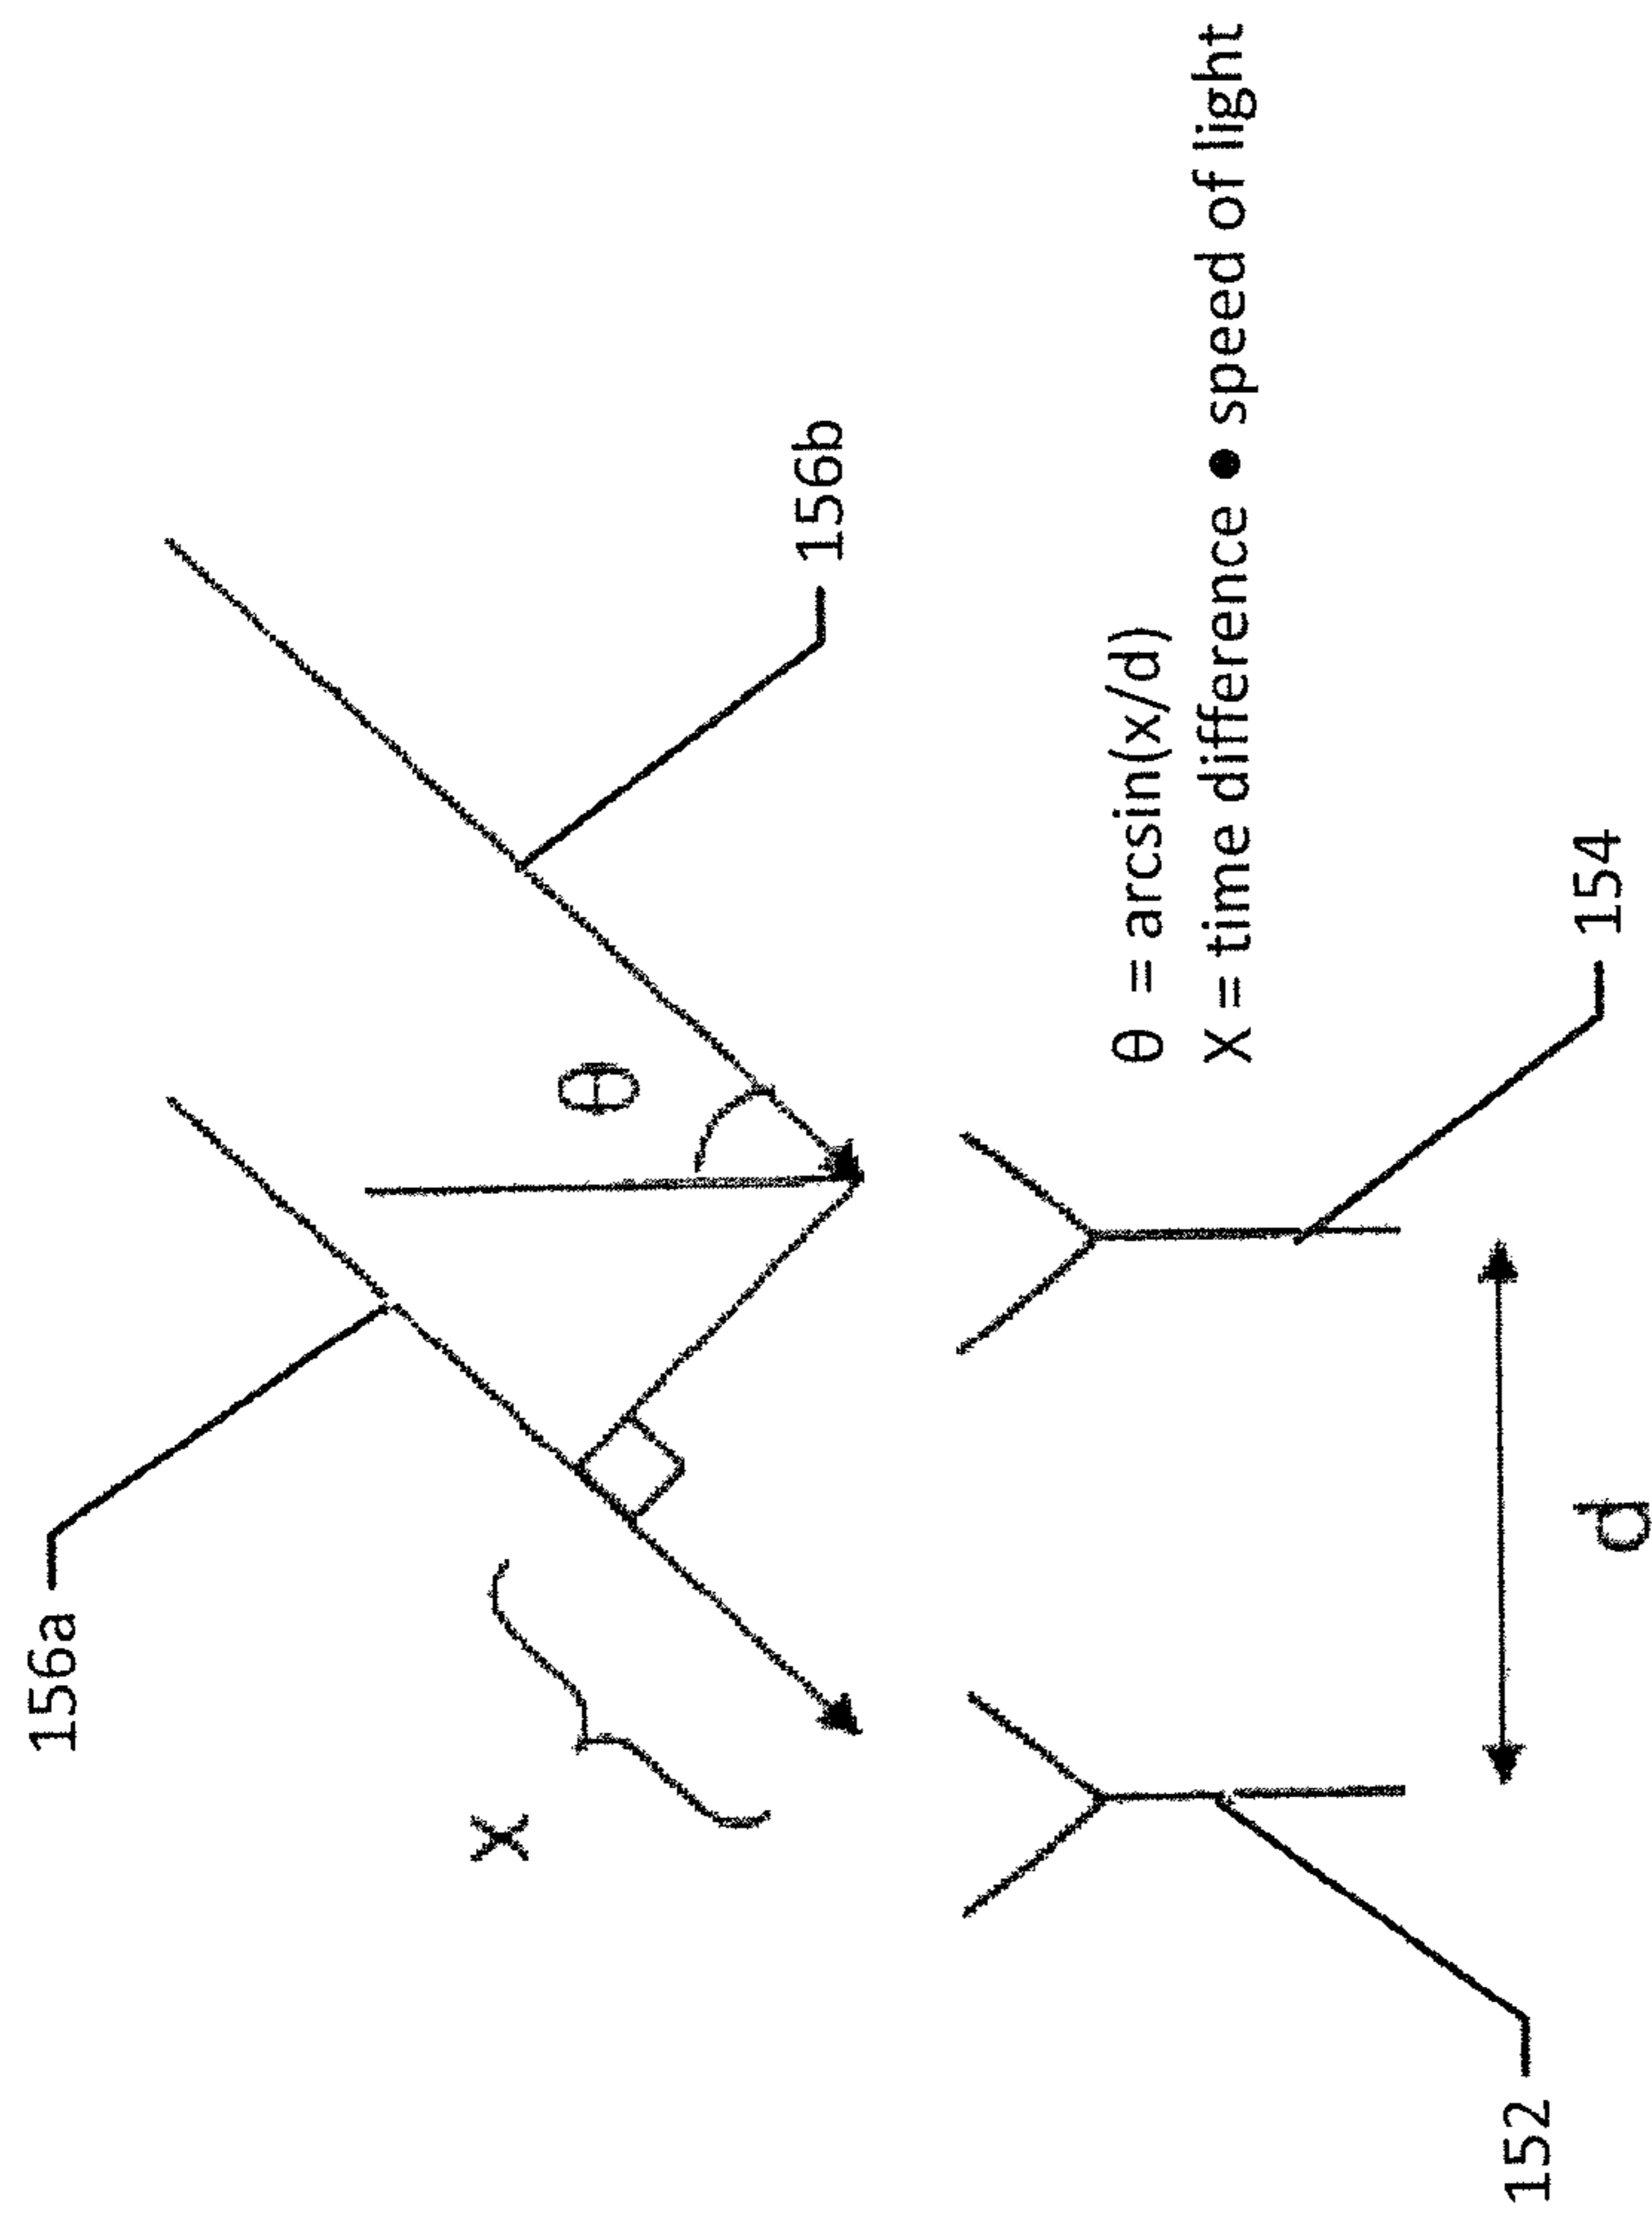 156a
x
θ
156b
θ = arcsin(x/d)
X = time difference • speed of light
152
d
154